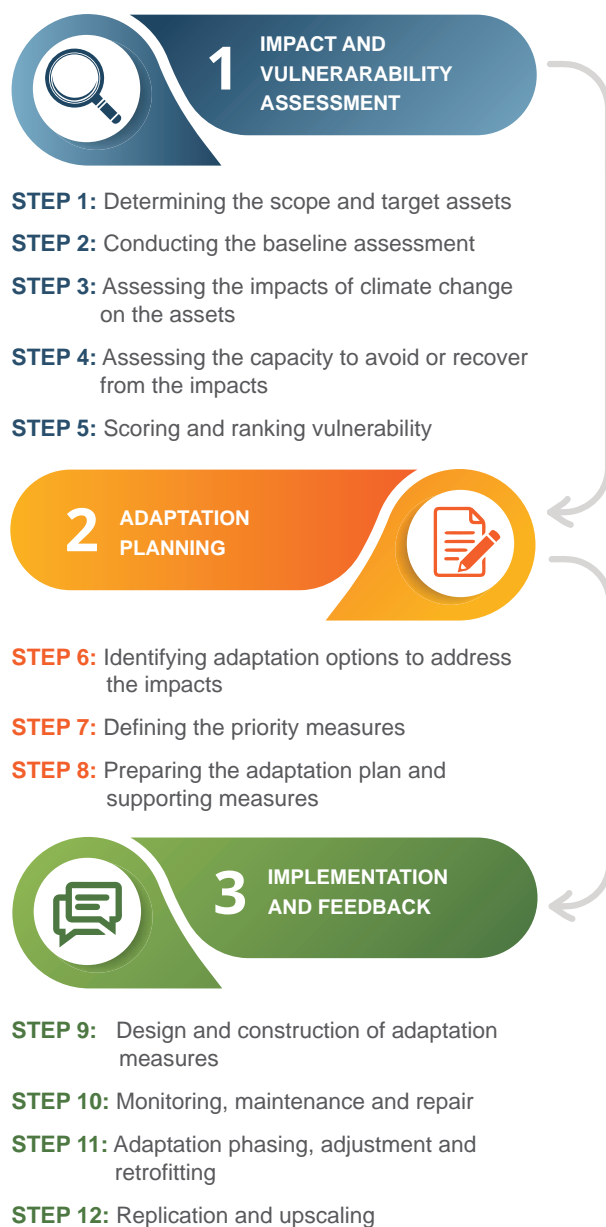 1
IMPACT AND
VULNERARABILITY
ASSESSMENT
STEP 1: Determining the scope and target assets
STEP 2: Conducting the baseline assessment
STEP 3: Assessing the impacts of climate change
on the assets
STEP 4: Assessing the capacity to avoid or recover
from the impacts
STEP 5: Scoring and ranking vulnerability
2
ADAPTATION
PLANNING
STEP 6: Identifying adaptation options to address
the impacts
STEP 7: Defining the priority measures
STEP 8: Preparing the adaptation plan and
supporting measures
3
IMPLEMENTATION
AND FEEDBACK
STEP 9: Design and construction of adaptation
measures
STEP 10: Monitoring, maintenance and repair
STEP 11: Adaptation phasing, adjustment and
retrofitting
STEP 12: Replication and upscaling